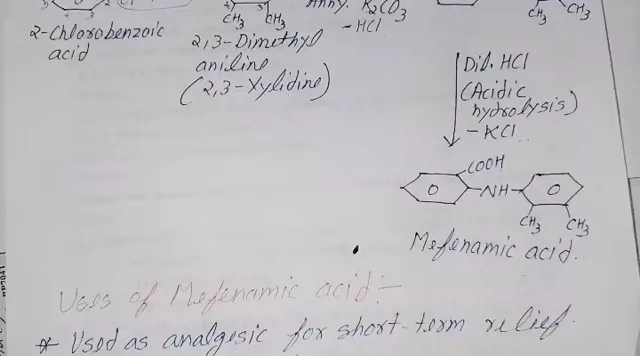 Anhy. K2CO3
-HCl
CH3 CH3
CH3 CH3
2-Chlorobenzoic
acid
2,3-Dimethyl
aniline
(2,3-Xylidine)
Dil. HCl
(Acidic
hydrolysis)
-KCl
COOH
-NH-
CH3 CH3
Mefenamic acid.
Uses of Mefenamic acid:-
* Used as analgesic for short-term relief.